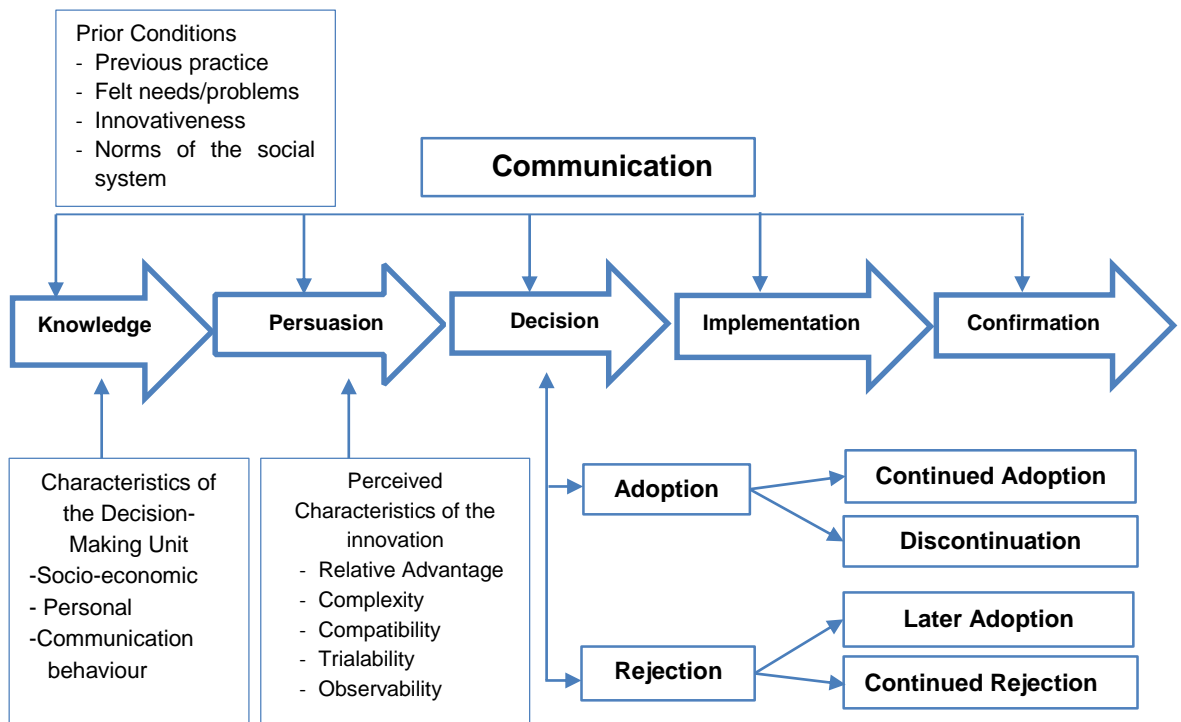 Prior Conditions
- Previous practice
- Felt needs/problems
- Innovativeness
- Norms of the social
system
Communication
Knowledge
Persuasion
Decision
Implementation
Confirmation
Characteristics of
the Decision-
Making Unit
-Socio-economic
- Personal
-Communication
behaviour
Perceived
Characteristics of the
innovation
- Relative Advantage
- Complexity
- Compatibility
- Trialability
- Observability
Adoption
Continued Adoption
Discontinuation
Rejection
Later Adoption
Continued Rejection